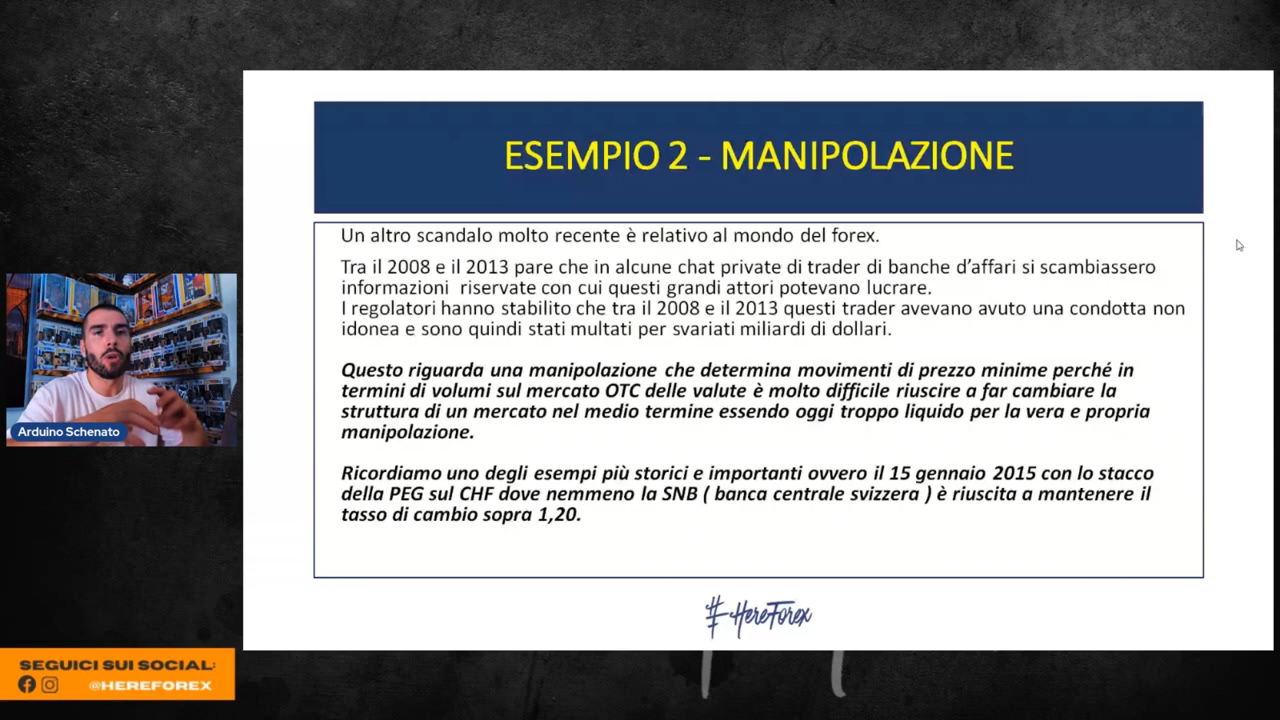 ESEMPIO 2 - MANIPOLAZIONE
Un altro scandalo molto recente è relativo al mondo del forex.
Tra il 2008 e il 2013 pare che in alcune chat private di trader di banche d’affari si scambiassero
informazioni riservate con cui questi grandi attori potevano lucrare.
I regolatori hanno stabilito che tra il 2008 e il 2013 questi trader avevano avuto una condotta non
idonea e sono quindi stati multati per svariati miliardi di dollari.
Questo riguarda una manipolazione che determina movimenti di prezzo minime perché in
termini di volumi sul mercato OTC delle valute è molto difficile riuscire a far cambiare la
struttura di un mercato nel medio termine essendo oggi troppo liquido per la vera e propria
manipolazione.
Ricordiamo uno degli esempi più storici e importanti ovvero il 15 gennaio 2015 con lo stacco
della PEG sul CHF dove nemmeno la SNB ( banca centrale svizzera ) è riuscita a mantenere il
tasso di cambio sopra 1,20.
#HereForex
Arduino Schenato
SEGUICI SUI SOCIAL:
@HEREFOREX